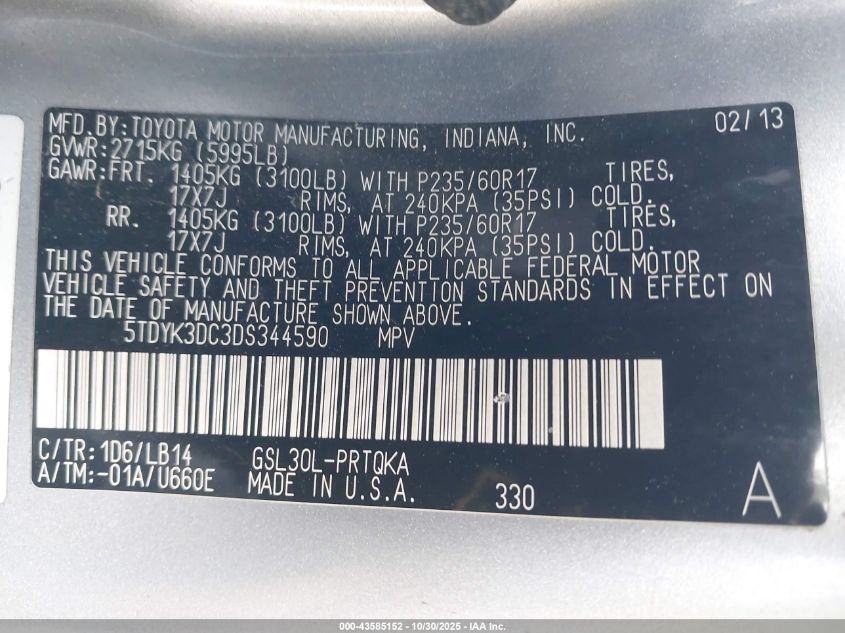 MFD.BY:TOYOTA MOTOR MANUFACTURING, INDIANA, INC. 02/13
GVWR:2715KG (5995LB)
GAWR:FRT. 1405KG (3100LB) WITH P235/60R17 TIRES,
17X7J RIMS, AT 240KPA (35PSI) COLD.
RR. 1405KG (3100LB) WITH P235/60R17 TIRES,
17X7J RIMS, AT 240KPA (35PSI) COLD.
THIS VEHICLE CONFORMS TO ALL APPLICABLE FEDERAL MOTOR
VEHICLE SAFETY AND THEFT PREVENTION STANDARDS IN EFFECT ON
THE DATE OF MANUFACTURE SHOWN ABOVE.
5TDYK3DC3DS344590 MPV
C/TR:1D6/LB14 GSL30L-PRTQKA
A/TM:-01A/U660E MADE IN U.S.A. 330 A
000-43585152 - 10/30/2025 - IAA Inc.